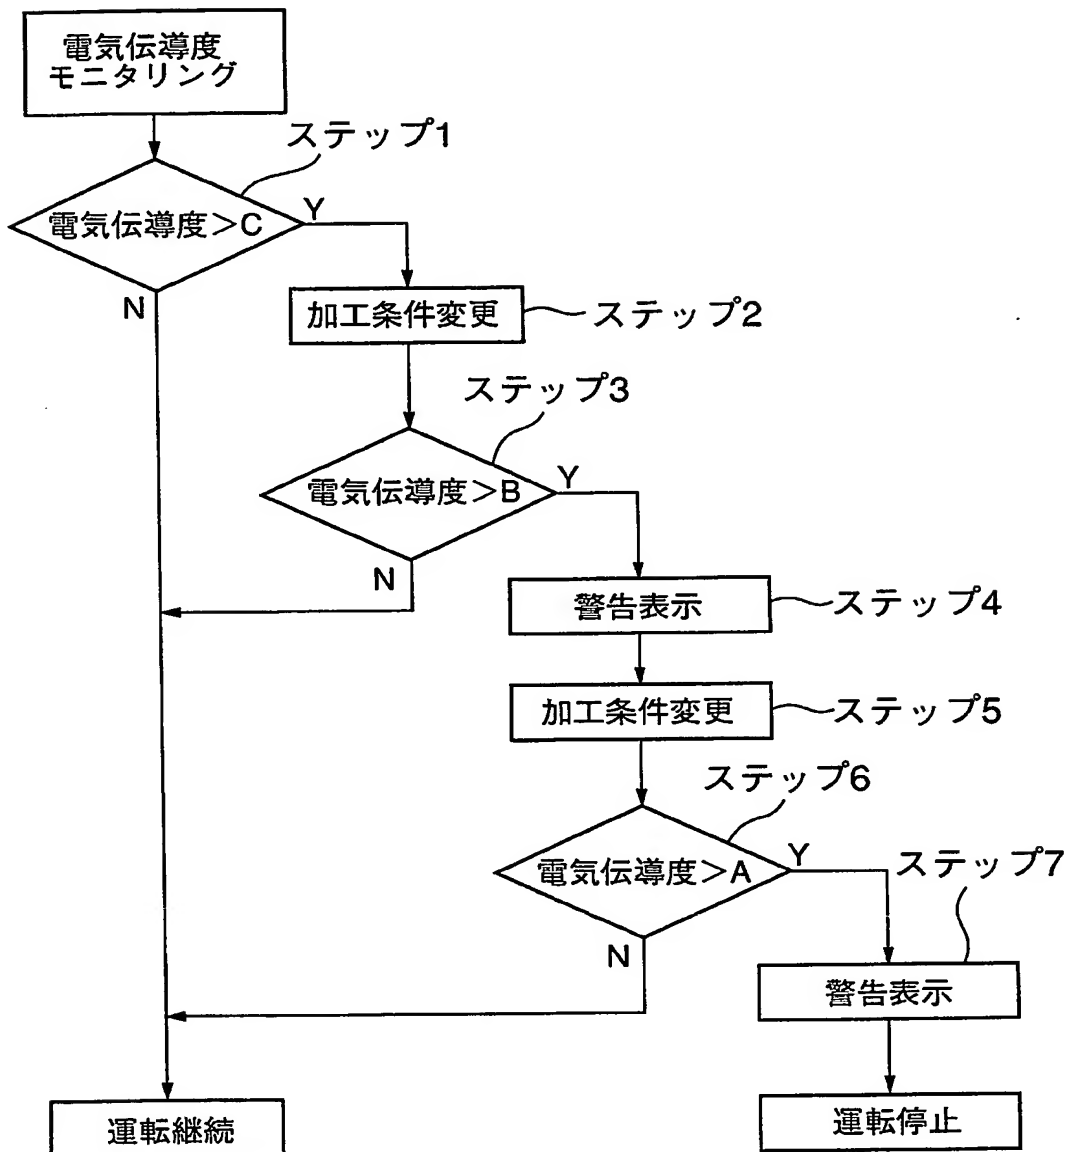 電気伝導度
モニタリング
ステップ1
電気伝導度>C
Y
N
加工条件変更
ステップ2
ステップ3
電気伝導度>B
Y
N
警告表示
ステップ4
加工条件変更
ステップ5
ステップ6
電気伝導度>A
Y
N
ステップ7
警告表示
運転継続
運転停止